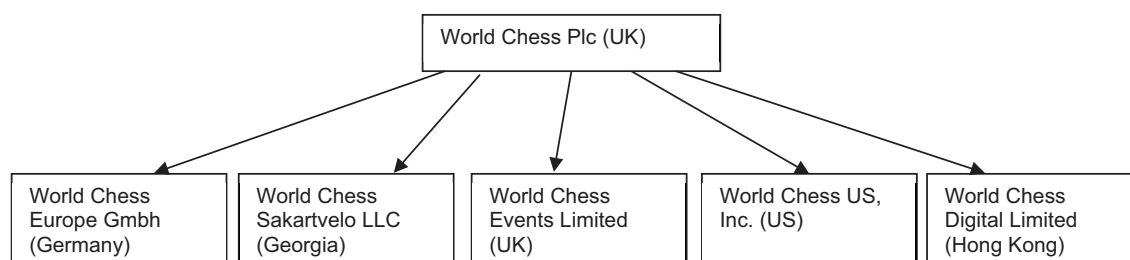 World Chess Plc (UK)
World Chess
Europe Gmbh
(Germany)
World Chess
Sakartvelo LLC
(Georgia)
World Chess
Events Limited
(UK)
World Chess US,
Inc. (US)
World Chess
Digital Limited
(Hong Kong)